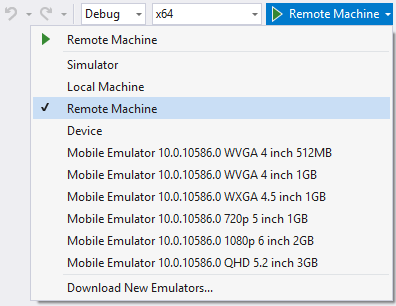 Debug x64 Remote Machine
Remote Machine
Simulator
Local Machine
Remote Machine
Device
Mobile Emulator 10.0.10586.0 WVGA 4 inch 512MB
Mobile Emulator 10.0.10586.0 WVGA 4 inch 1GB
Mobile Emulator 10.0.10586.0 WXGA 4.5 inch 1GB
Mobile Emulator 10.0.10586.0 720p 5 inch 1GB
Mobile Emulator 10.0.10586.0 1080p 6 inch 2GB
Mobile Emulator 10.0.10586.0 QHD 5.2 inch 3GB
Download New Emulators...